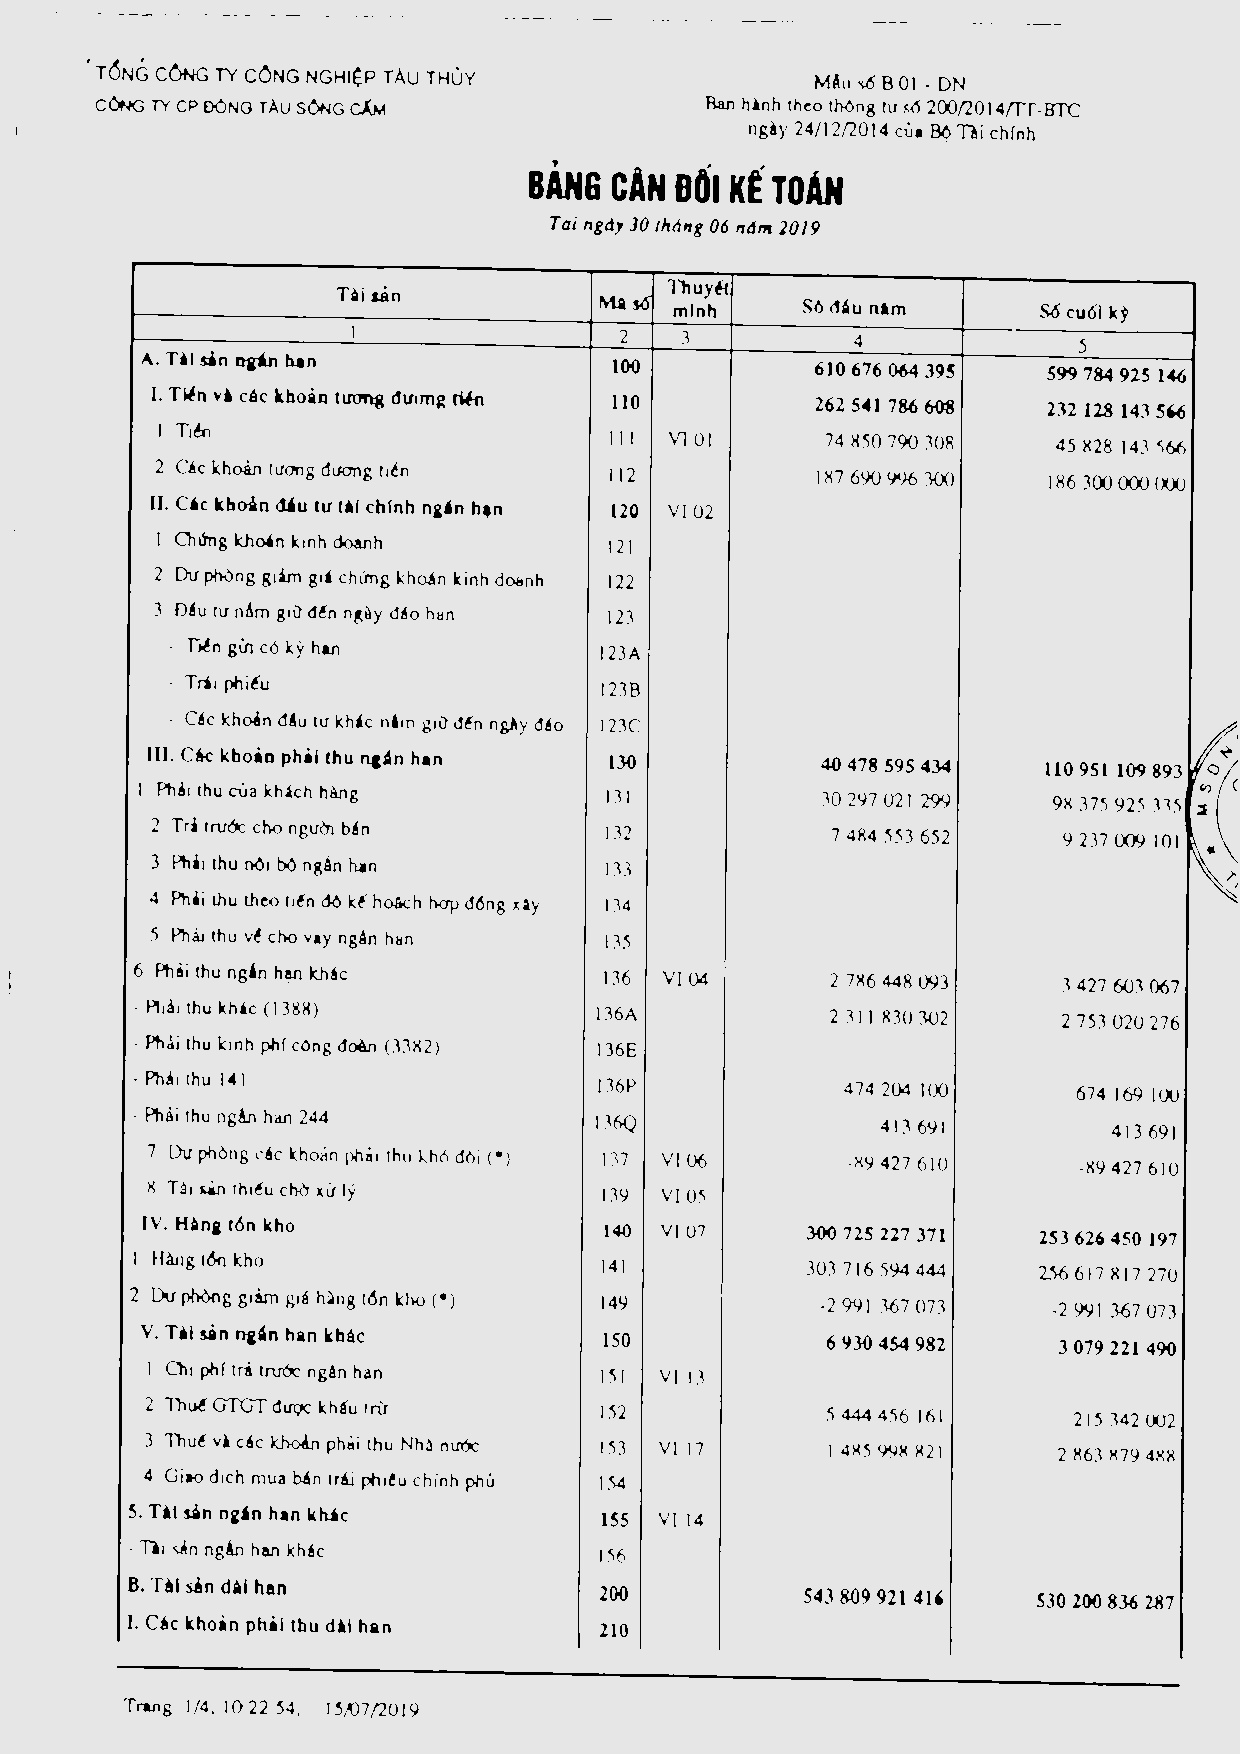 TỔNG CÔNG TY CÔNG NGHIỆP TÀU THỦY
CÔNG TY CP ĐÓNG TÀU SÔNG CẤM
Mẫu số B 01 - DN
Ban hành theo thông tư số 200/2014/TT-BTC
ngày 24/12/2014 của Bộ Tài chính
BẢNG CÂN ĐỐI KẾ TOÁN
Tại ngày 30 tháng 06 năm 2019
Tài sản Mã số Thuyết minh Số đầu năm Số cuối kỳ
1 2 3 4 5
A. Tài sản ngắn hạn 100 610 676 064 395 599 784 925 146
I. Tiền và các khoản tương đương tiền 110 262 541 786 608 232 128 143 566
1 Tiền 111 VI 01 74 850 790 308 45 828 143 566
2 Các khoản tương đương tiền 112 187 690 996 300 186 300 000 000
II. Các khoản đầu tư tài chính ngắn hạn 120 VI 02
1 Chứng khoán kinh doanh 121
2 Dự phòng giảm giá chứng khoán kinh doanh 122
3 Đầu tư nắm giữ đến ngày đáo hạn 123
- Tiền gửi có kỳ hạn 123A
- Trái phiếu 123B
- Các khoản đầu tư khác nắm giữ đến ngày đáo 123C
III. Các khoản phải thu ngắn hạn 130 40 478 595 434 110 951 109 893
1 Phải thu của khách hàng 131 30 297 021 299 98 375 925 335
2 Trả trước cho người bán 132 7 484 553 652 9 237 009 101
3 Phải thu nội bộ ngắn hạn 133
4 Phải thu theo tiến độ kế hoạch hợp đồng xây 134
5 Phải thu về cho vay ngắn hạn 135
6 Phải thu ngắn hạn khác 136 VI 04 2 786 448 093 3 427 603 067
- Phải thu khác (1388) 136A 2 311 830 302 2 753 020 276
- Phải thu kinh phí công đoàn (3382) 136E
- Phải thu 141 136P 474 204 100 674 169 100
- Phải thu ngắn hạn 244 136Q 413 691 413 691
7 Dự phòng các khoản phải thu khó đòi (*) 137 VI 06 -89 427 610 -89 427 610
8 Tài sản thiếu chờ xử lý 139 VI 05
IV. Hàng tồn kho 140 VI 07 300 725 227 371 253 626 450 197
1 Hàng tồn kho 141 303 716 594 444 256 617 817 270
2 Dự phòng giảm giá hàng tồn kho (*) 149 -2 991 367 073 -2 991 367 073
V. Tài sản ngắn hạn khác 150 6 930 454 982 3 079 221 490
1 Chi phí trả trước ngắn hạn 151 VI 13
2 Thuế GTGT được khấu trừ 152 5 444 456 161 215 342 002
3 Thuế và các khoản phải thu Nhà nước 153 VI 17 1 485 998 821 2 863 879 488
4 Giao dịch mua bán trái phiếu chính phủ 154
5. Tài sản ngắn hạn khác 155 VI 14
- Tài sản ngắn hạn khác 156
B. Tài sản dài hạn 200 543 809 921 416 530 200 836 287
I. Các khoản phải thu dài hạn 210
Trang 1/4, 10 22 54, 15/07/2019